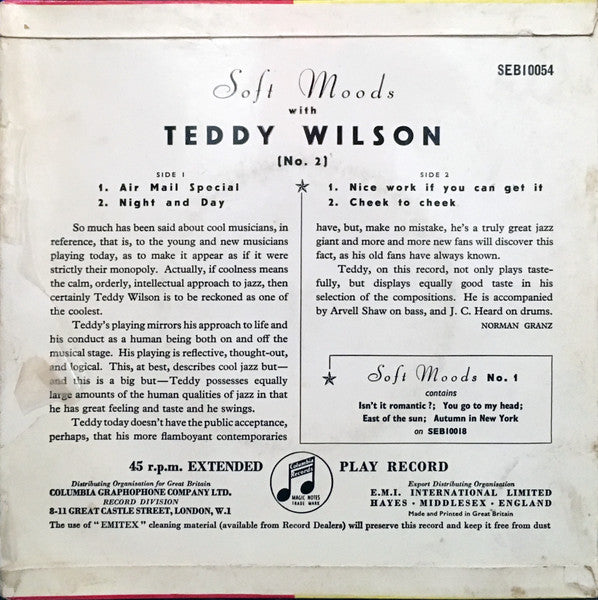 SEB10054
Soft Moods
with
TEDDY WILSON
(No. 2)
SIDE 1
1. Air Mail Special
2. Night and Day
SIDE 2
1. Nice work if you can get it
2. Cheek to cheek
So much has been said about cool musicians, in
reference, that is, to the young and new musicians
playing today, as to make it appear as if it were
strictly their monopoly. Actually, if coolness means
the calm, orderly, intellectual approach to jazz, then
certainly Teddy Wilson is to be reckoned as one of
the coolest.
Teddy's playing mirrors his approach to life and
his conduct as a human being both on and off the
musical stage. His playing is reflective, thought-out,
and logical. This, at best, describes cool jazz but—
and this is a big but—Teddy possesses equally
large amounts of the human qualities of jazz in that
he has great feeling and taste and he swings.
Teddy today doesn't have the public acceptance,
perhaps, that his more flamboyant contemporaries
have, but, make no mistake, he's a truly great jazz
giant and more and more new fans will discover this
fact, as his old fans have always known.
Teddy, on this record, not only plays taste-
fully, but displays equally good taste in his
selection of the compositions. He is accompanied
by Arvell Shaw on bass, and J. C. Heard on drums.
NORMAN GRANZ
Soft Moods No. 1
contains
Isn't it romantic?; You go to my head;
East of the sun; Autumn in New York
on SEB10018
45 r.p.m. EXTENDED PLAY RECORD
Columbia
Records
MAGIC NOTES
TRADE MARK
Distributing Organisation for Great Britain
COLUMBIA GRAPHOPHONE COMPANY LTD.
RECORD DIVISION
8-11 GREAT CASTLE STREET, LONDON, W.1
Export Distributing Organisation
E.M.I. INTERNATIONAL LIMITED
HAYES · MIDDLESEX · ENGLAND
Made and Printed in Great Britain
The use of "EMITEX" cleaning material (available from Record Dealers) will preserve this record and keep it free from dust